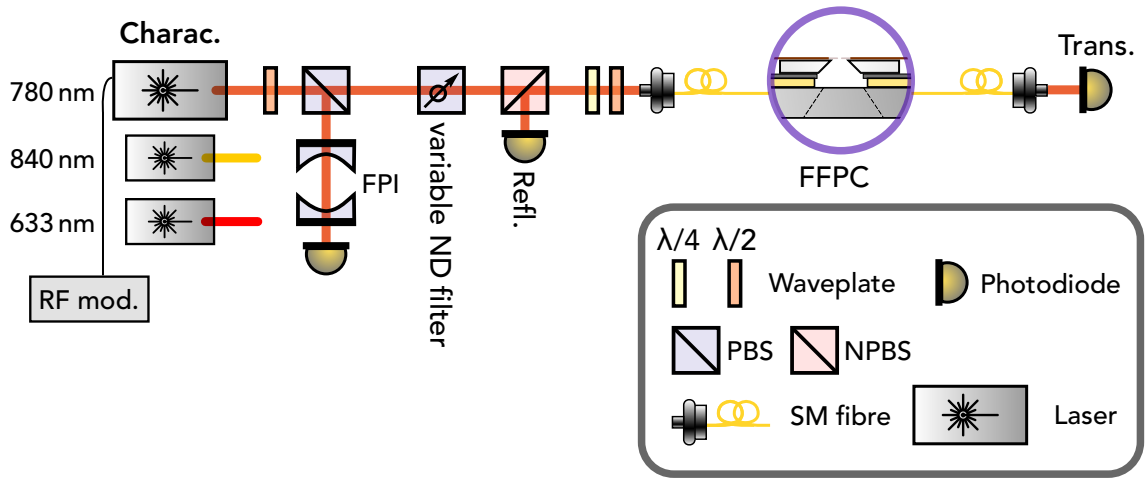 Charac.
780 nm
840 nm
633 nm
RF mod.
FPI
variable ND filter
Refl.
FFPC
Trans.
λ/4 λ/2
Waveplate
Photodiode
PBS
NPBS
SM fibre
Laser